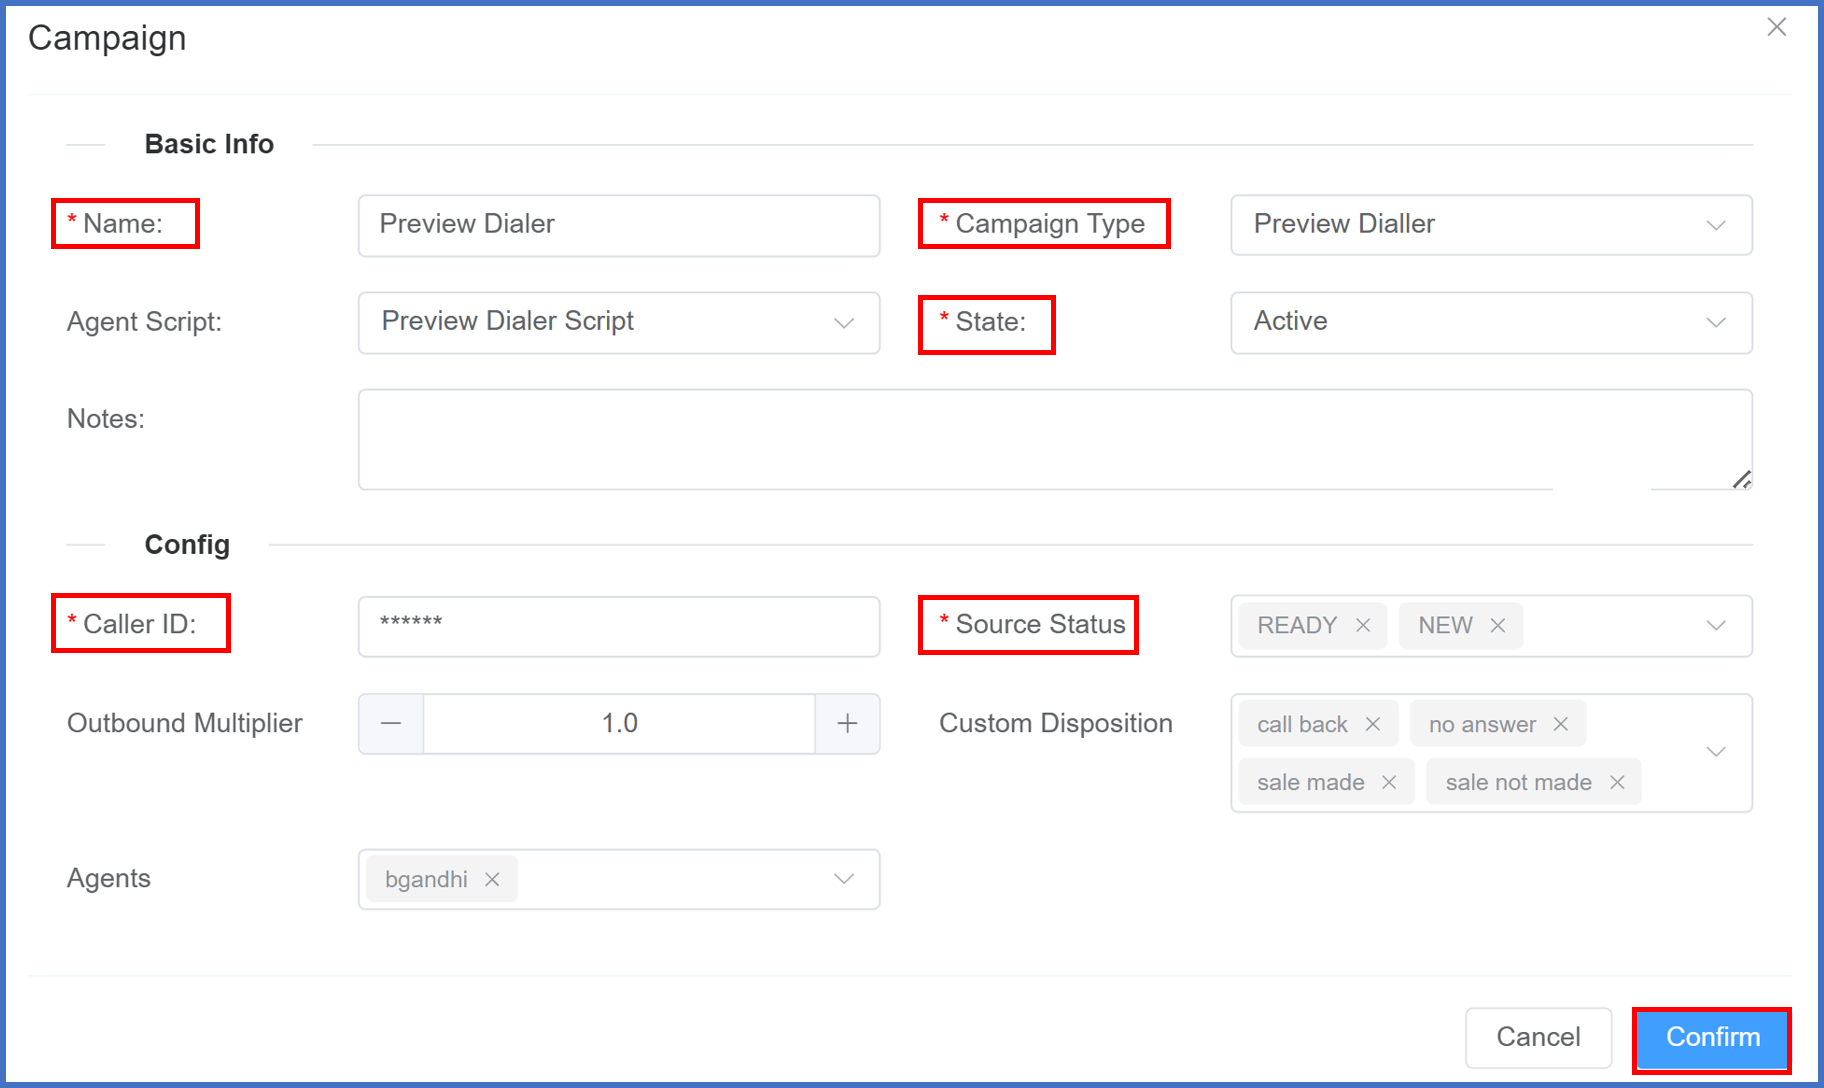 Campaign
Basic Info
* Name:
Preview Dialer
* Campaign Type
Preview Dialler
Agent Script:
Preview Dialer Script
* State:
Active
Notes:
Config
* Caller ID:
******
* Source Status
READY
NEW
Outbound Multiplier
1.0
Custom Disposition
call back
no answer
sale made
sale not made
Agents
bgandhi
Cancel
Confirm